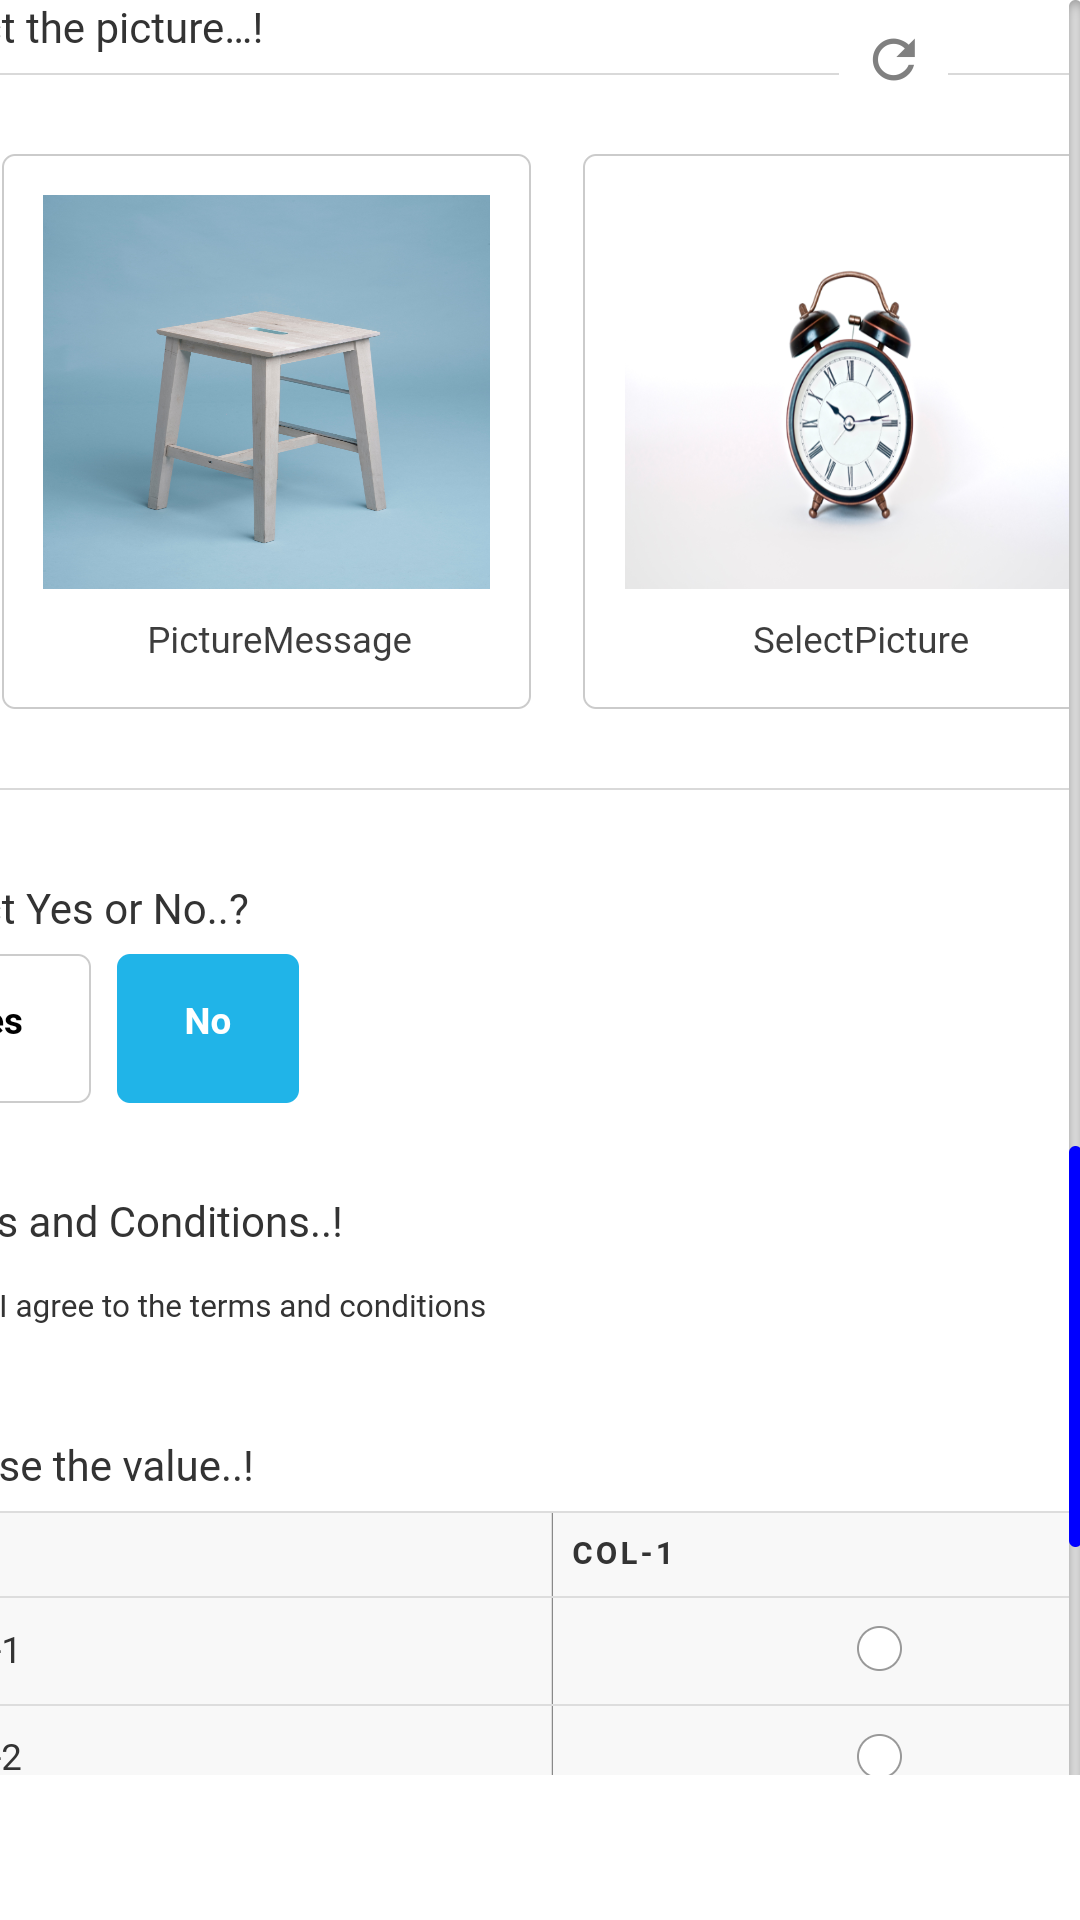 t the picture...!
PictureMessage
SelectPicture
t Yes or No..?
es
No
s and Conditions..!
I agree to the terms and conditions
se the value..!
COL-1
-1
-2